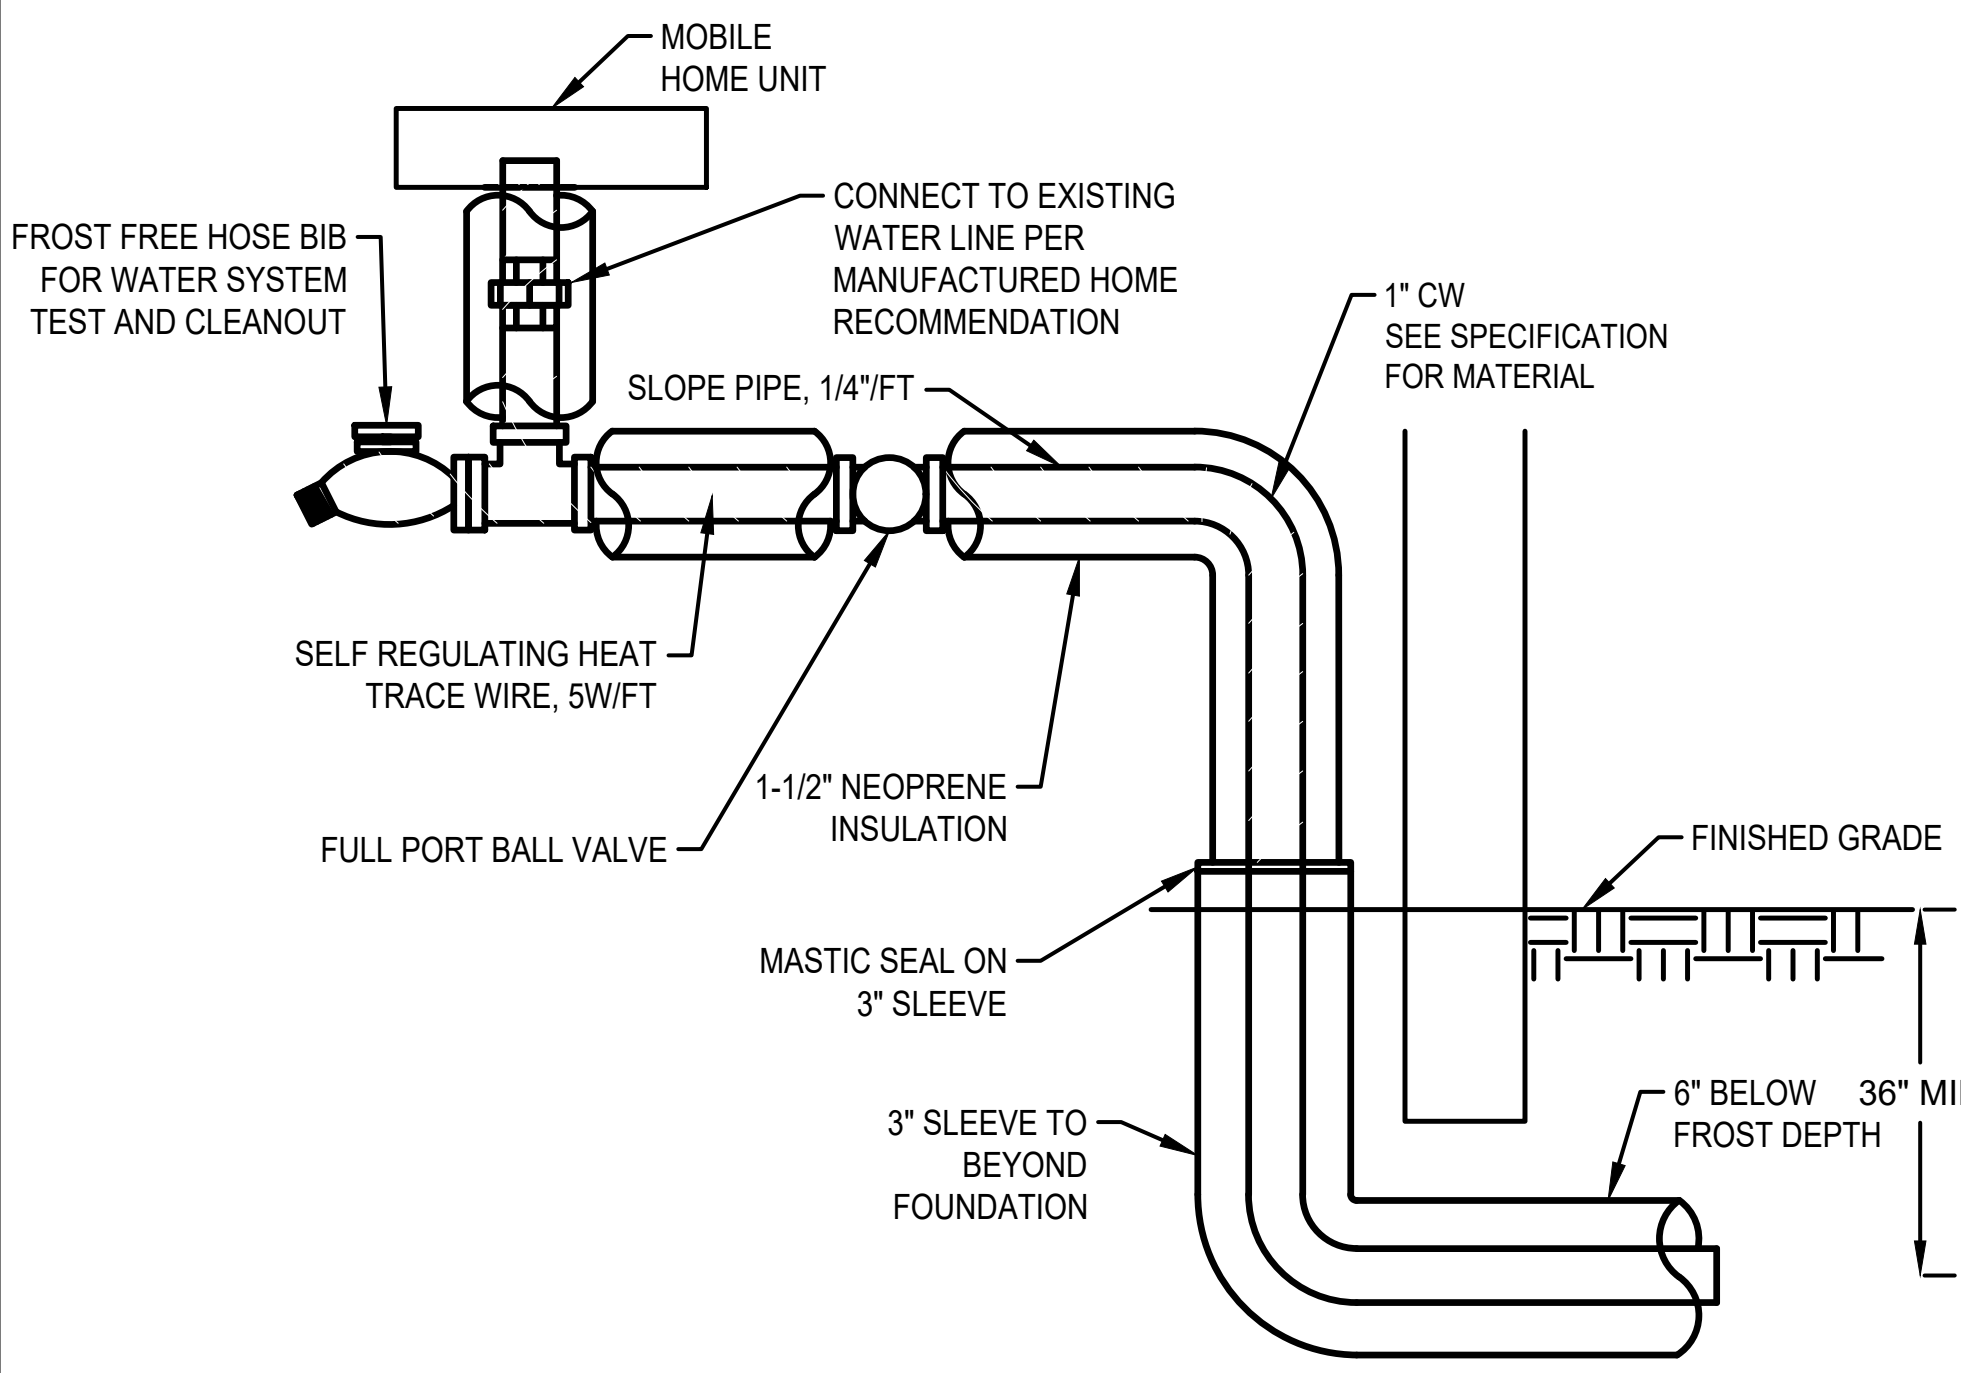 MOBILE
HOME UNIT
CONNECT TO EXISTING
WATER LINE PER
MANUFACTURED HOME
RECOMMENDATION
FROST FREE HOSE BIB
FOR WATER SYSTEM
TEST AND CLEANOUT
1" CW
SEE SPECIFICATION
FOR MATERIAL
SLOPE PIPE, 1/4"/FT
SELF REGULATING HEAT
TRACE WIRE, 5W/FT
1-1/2" NEOPRENE
INSULATION
FULL PORT BALL VALVE
FINISHED GRADE
MASTIC SEAL ON
3" SLEEVE
6" BELOW
FROST DEPTH
36"
3" SLEEVE TO
BEYOND
FOUNDATION